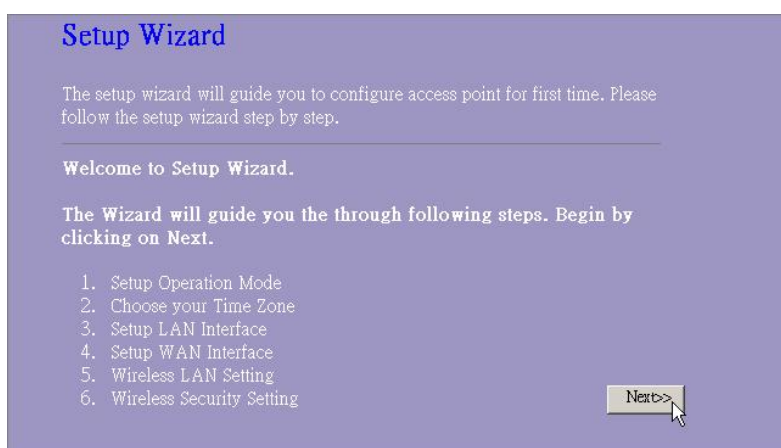 Setup Wizard
The setup wizard will guide you to configure access point for first time. Please
follow the setup wizard step by step.
Welcome to Setup Wizard.
The Wizard will guide you the through following steps. Begin by
clicking on Next.
1. Setup Operation Mode
2. Choose your Time Zone
3. Setup LAN Interface
4. Setup WAN Interface
5. Wireless LAN Setting
6. Wireless Security Setting
Next>>